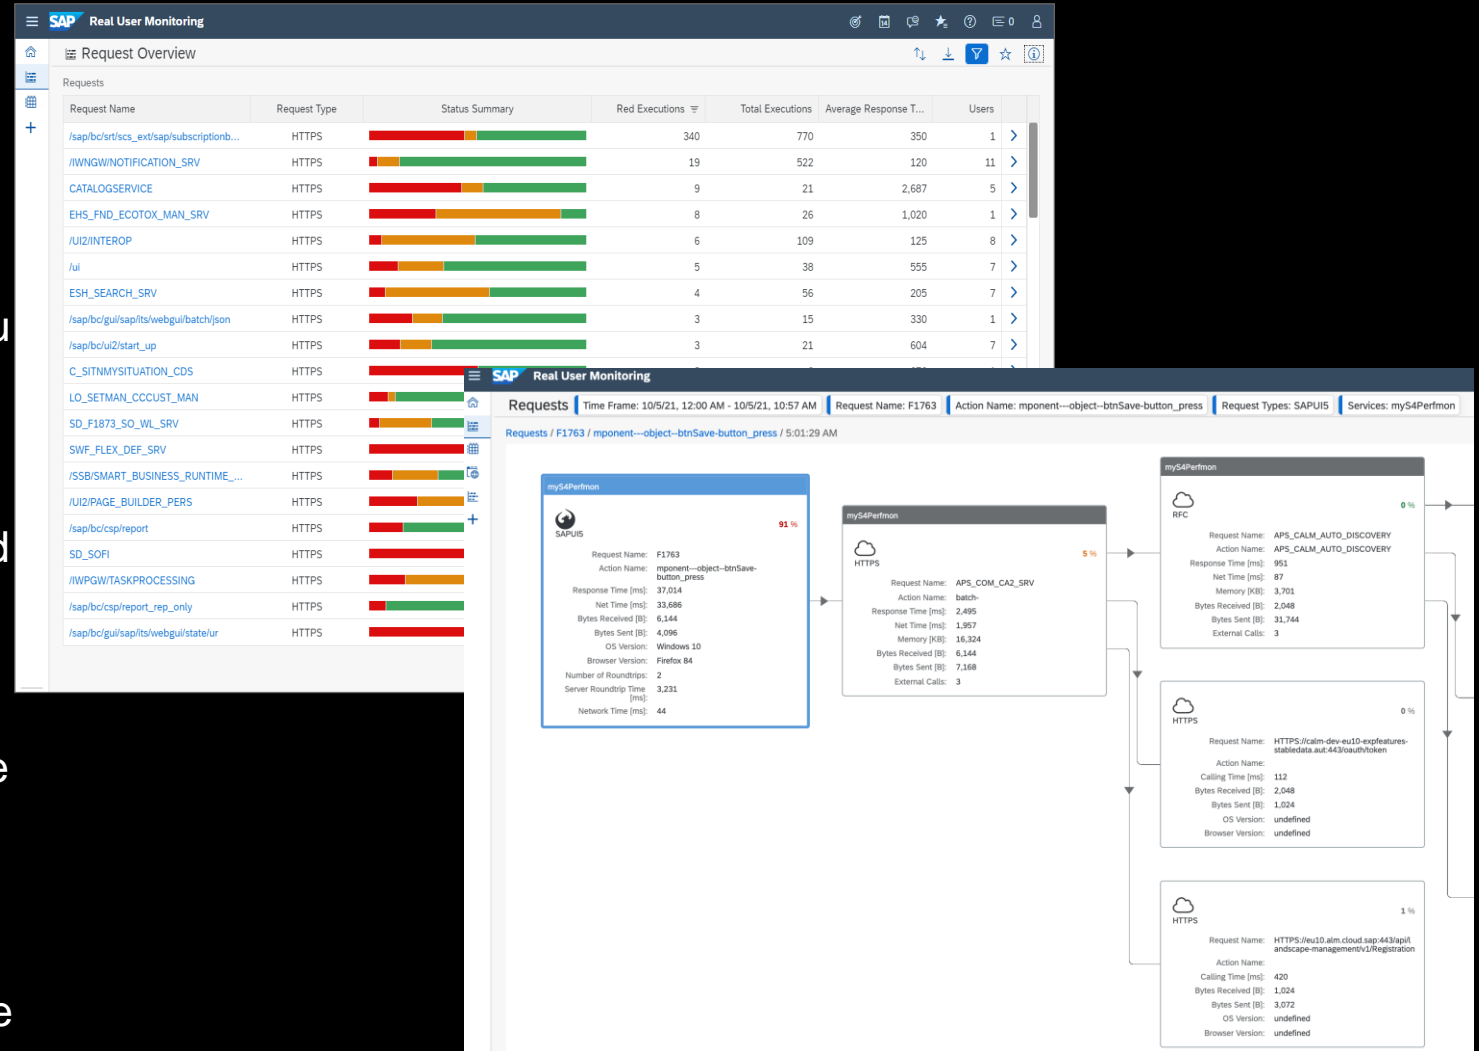 SAP Real User Monitoring
14
0
Request Overview
Requests
Request Name Request Type Status Summary Red Executions Total Executions Average Response T... Users
/sap/bc/srt/scs_ext/sap/subscriptionb... HTTPS 340 770 350 1
/IWNGW/NOTIFICATION_SRV HTTPS 19 522 120 11
CATALOGSERVICE HTTPS 9 21 2,687 5
EHS_FND_ECOTOX_MAN_SRV HTTPS 8 26 1,020 1
/UI2/INTEROP HTTPS 6 109 125 8
/ui HTTPS 5 38 555 7
ESH_SEARCH_SRV HTTPS 4 56 205 7
/sap/bc/gui/sap/its/webgui/batch/json HTTPS 3 15 330 1
/sap/bc/ui2/start_up HTTPS 3 21 604 7
C_SITNMYSITUATION_CDS HTTPS
LO_SETMAN_CCCUST_MAN HTTPS
SD_F1873_SO_WL_SRV HTTPS
SWF_FLEX_DEF_SRV HTTPS
/SSB/SMART_BUSINESS_RUNTIME_... HTTPS
/UI2/PAGE_BUILDER_PERS HTTPS
/sap/bc/csp/report HTTPS
SD_SOFI HTTPS
/IWPGW/TASKPROCESSING HTTPS
/sap/bc/csp/report_rep_only HTTPS
/sap/bc/gui/sap/its/webgui/state/ur HTTPS
u
d
e
e
SAP Real User Monitoring
Requests Time Frame: 10/5/21, 12:00 AM - 10/5/21, 10:57 AM Request Name: F1763 Action Name: mponent---object--btnSave-button_press Request Types: SAPUI5 Services: myS4Perfmon
Requests / F1763 / mponent---object--btnSave-button_press / 5:01:29 AM
myS4Perfmon
SAPUI5
91 %
Request Name: F1763
Action Name: mponent---object--btnSave-
button_press
Response Time [ms]: 37,014
Net Time [ms]: 33,686
Bytes Received [B]: 6,144
Bytes Sent [B]: 4,096
OS Version: Windows 10
Browser Version: Firefox 84
Number of Roundtrips: 2
Server Roundtrip Time
[ms]: 3,231
Network Time [ms]: 44
myS4Perfmon
HTTPS
5 %
Request Name: APS_COM_CA2_SRV
Action Name: batch-
Response Time [ms]: 2,495
Net Time [ms]: 1,957
Memory [KB]: 16,324
Bytes Received [B]: 6,144
Bytes Sent [B]: 7,168
External Calls: 3
myS4Perfmon
RFC
0 %
Request Name: APS_CALM_AUTO_DISCOVERY
Action Name: APS_CALM_AUTO_DISCOVERY
Response Time [ms]: 951
Net Time [ms]: 87
Memory [KB]: 3,701
Bytes Received [B]: 2,048
Bytes Sent [B]: 31,744
External Calls: 3
HTTPS
0 %
Request Name: HTTPS://calm-dev-eu10-expfeatures-
stabledata.aut:443/oauth/token
Action Name:
Calling Time [ms]: 112
Bytes Received [B]: 2,048
Bytes Sent [B]: 1,024
OS Version: undefined
Browser Version: undefined
HTTPS
1 %
Request Name: HTTPS://eu10.alm.cloud.sap:443/api/l
andscape-management/v1/Registration
Action Name:
Calling Time [ms]: 420
Bytes Received [B]: 1,024
Bytes Sent [B]: 3,072
OS Version: undefined
Browser Version: undefined